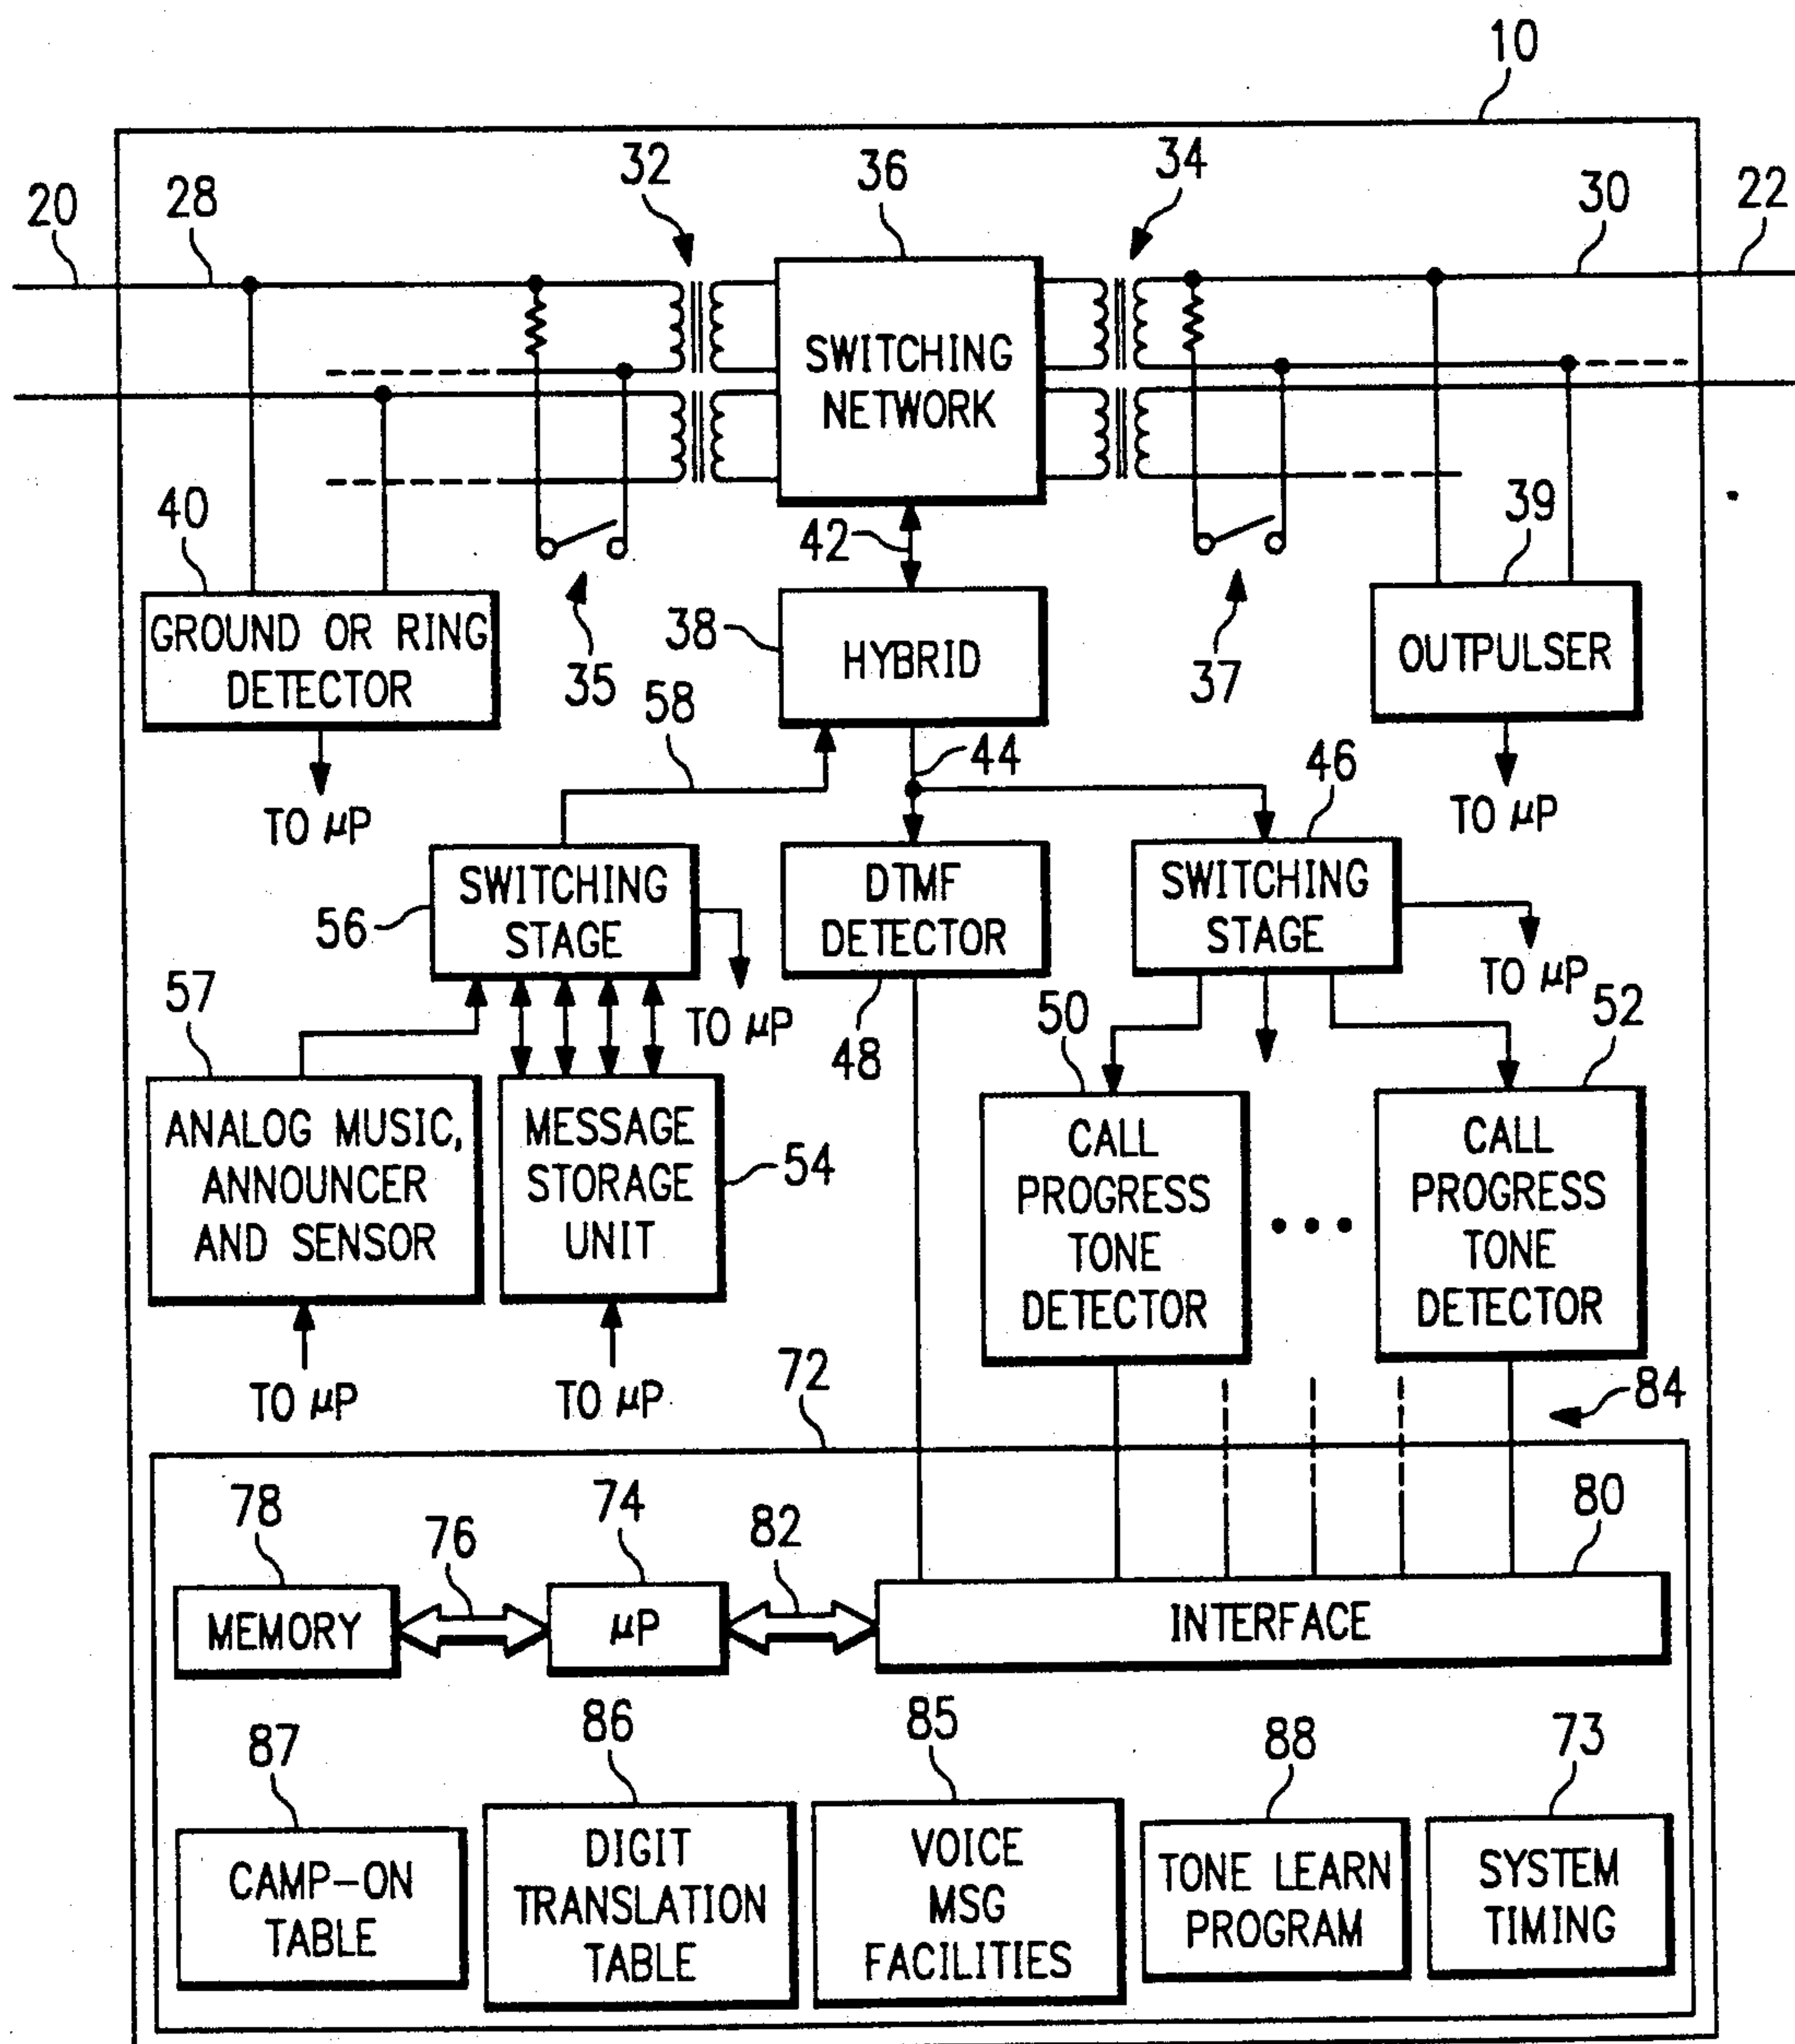 10
32
36
34
20
28
30
22
SWITCHING
NETWORK
40
42
39
GROUND OR RING
DETECTOR
35
38
HYBRID
37
OUTPULSER
58
44
46
TO µP
TO µP
56
SWITCHING
STAGE
DTMF
DETECTOR
SWITCHING
STAGE
TO µP
57
TO µP
48
50
52
ANALOG MUSIC,
ANNOUNCER
AND SENSOR
MESSAGE
STORAGE
UNIT
54
CALL
PROGRESS
TONE
DETECTOR
• • •
CALL
PROGRESS
TONE
DETECTOR
TO µP
TO µP
72
84
78
76
74
82
80
MEMORY
µP
INTERFACE
87
86
85
88
73
CAMP-ON
TABLE
DIGIT
TRANSLATION
TABLE
VOICE
MSG
FACILITIES
TONE LEARN
PROGRAM
SYSTEM
TIMING